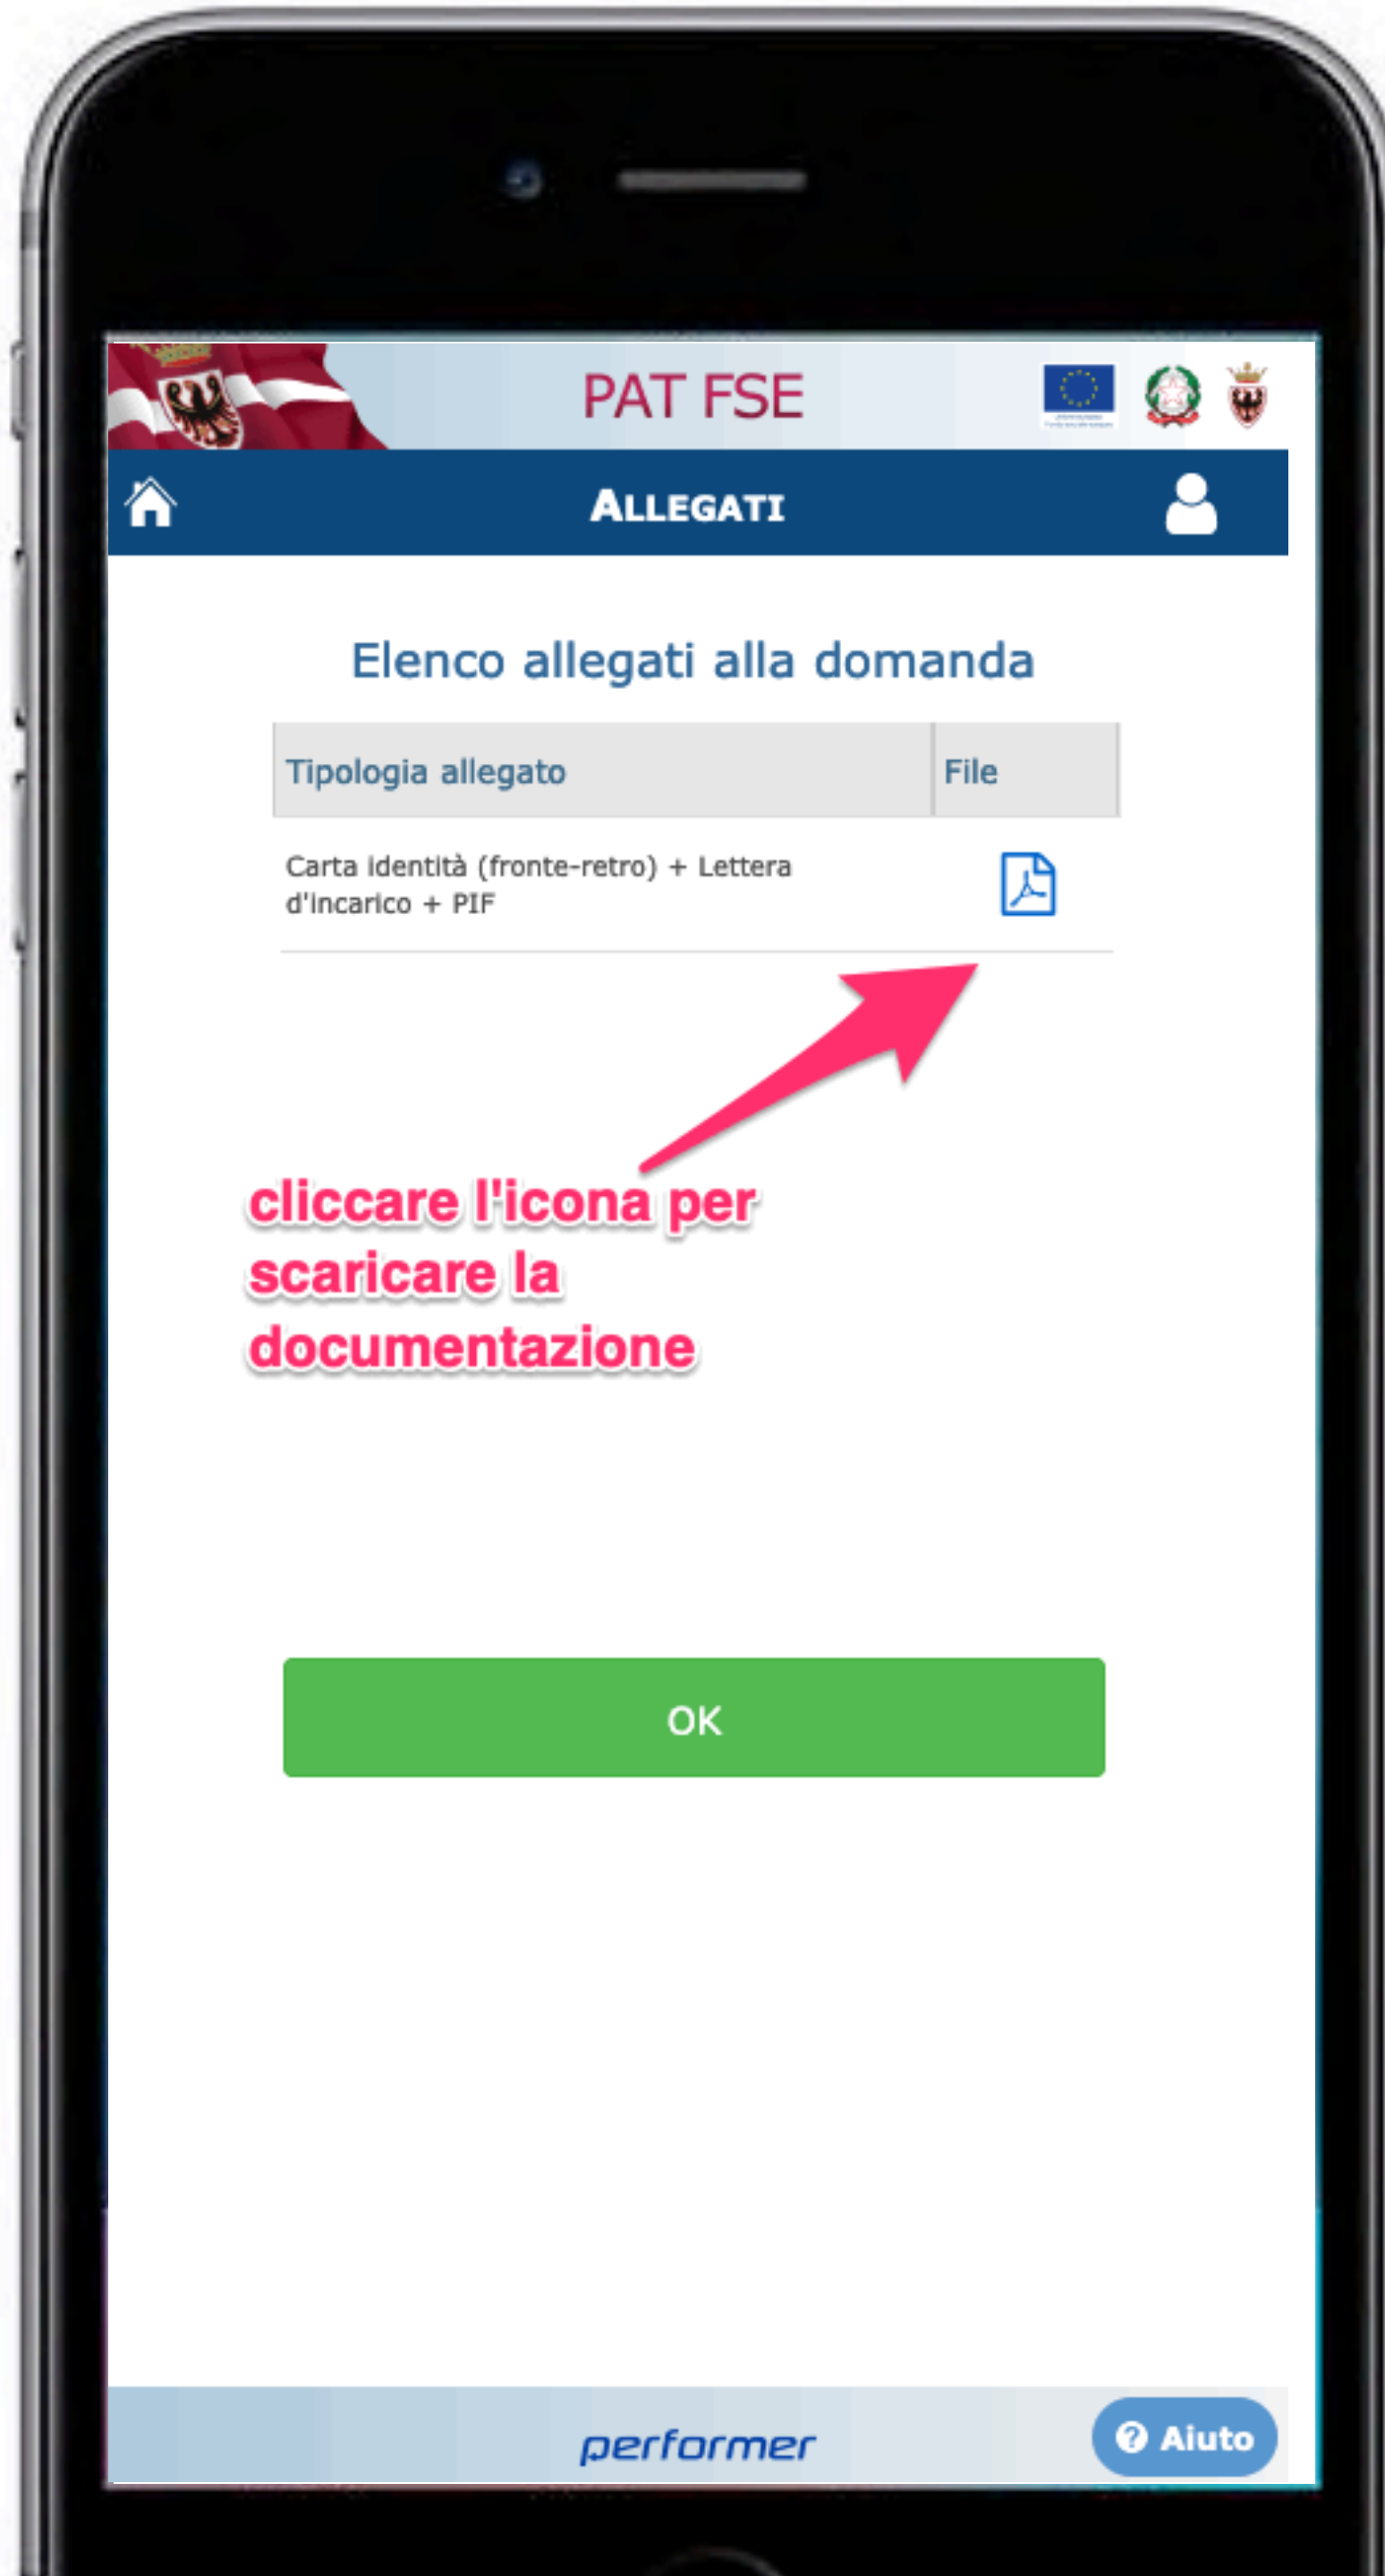 PAT FSE
ALLEGATI
Elenco allegati alla domanda
Tipologia allegato File
Carta identità (fronte-retro) + Lettera
d'incarico + PIF
cliccare l'icona per
scaricare la
documentazione
OK
performer
? Aiuto